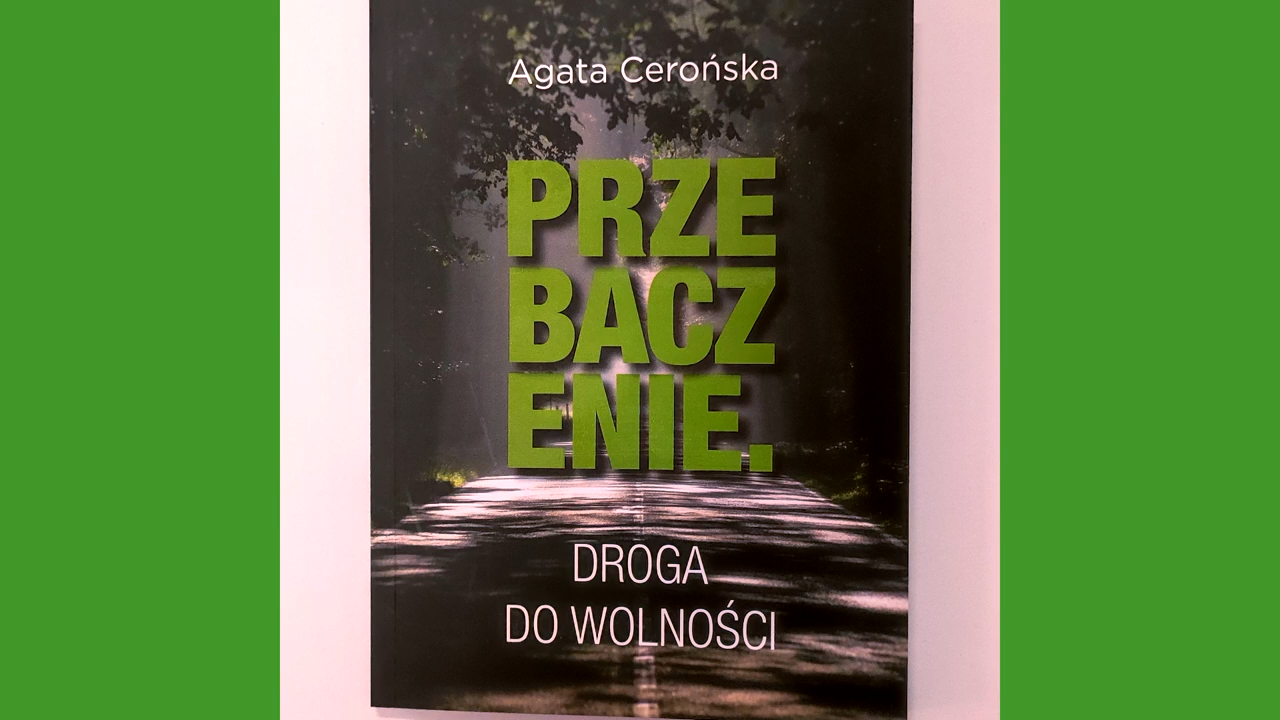 Agata Cerońska
PRZE
BACZ
ENIE.
DROGA
DO WOLNOŚCI